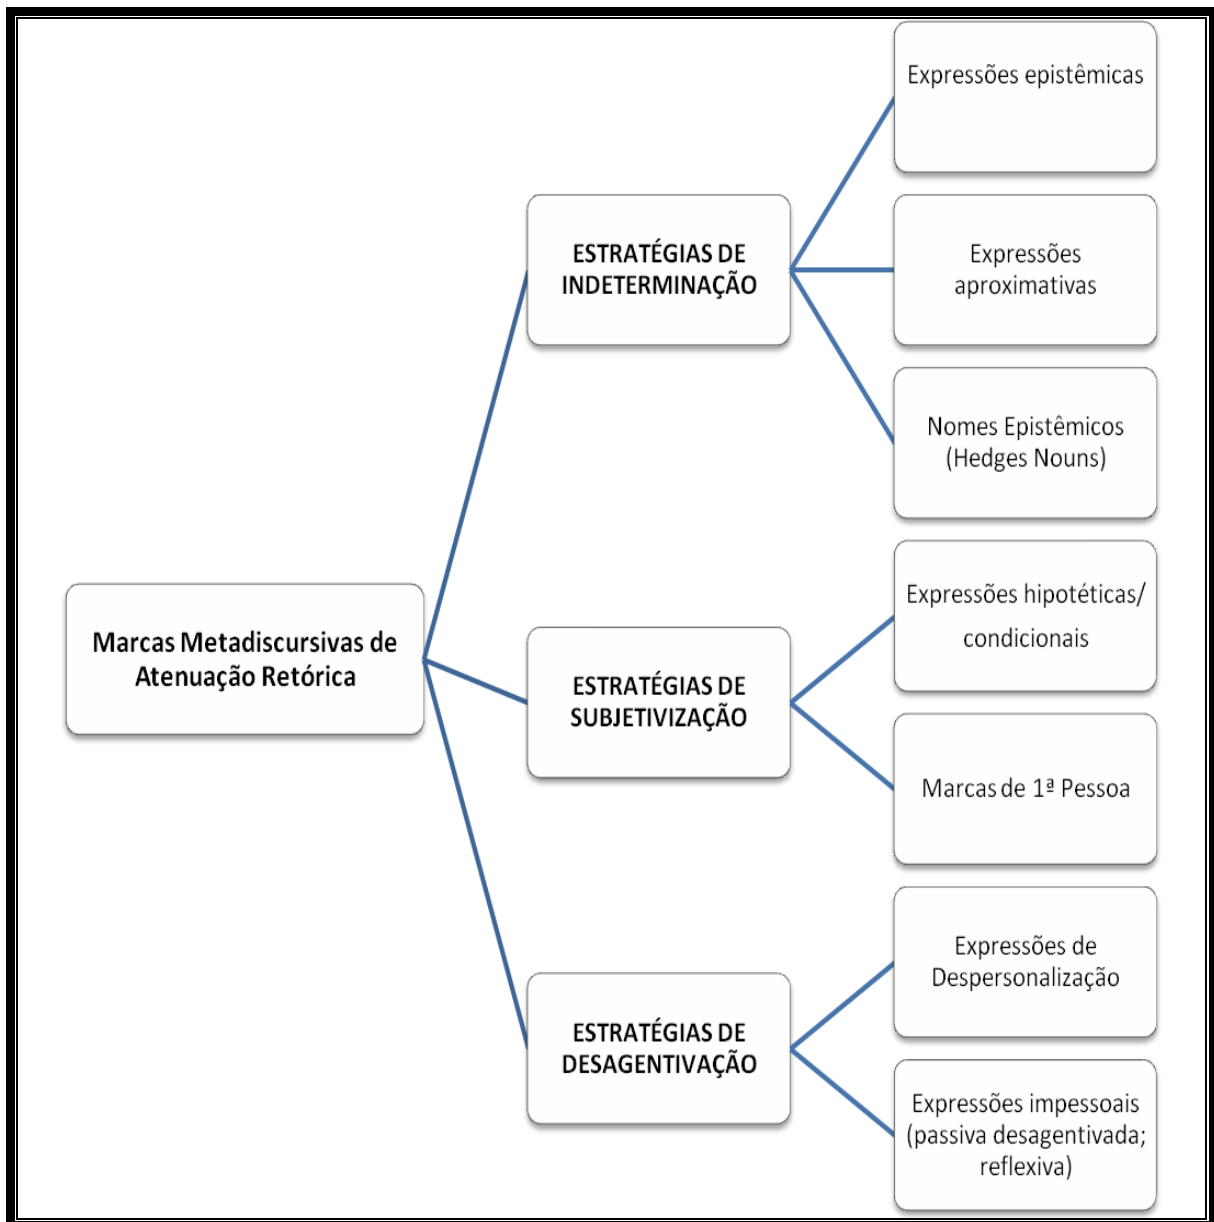 Expressões epistêmicas
ESTRATÉGIAS DE
INDETERMINAÇÃO
Expressões
aproximativas
Nomes Epistêmicos
(Hedges Nouns)
Marcas Metadiscursivas de
Atenuação Retórica
Expressões hipotéticas/
condicionais
ESTRATÉGIAS DE
SUBJETIVIZAÇÃO
Marcas de 1ª Pessoa
Expressões de
Despersonalização
ESTRATÉGIAS DE
DESAGENTIVAÇÃO
Expressões impessoais
(passiva desagentivada;
reflexiva)